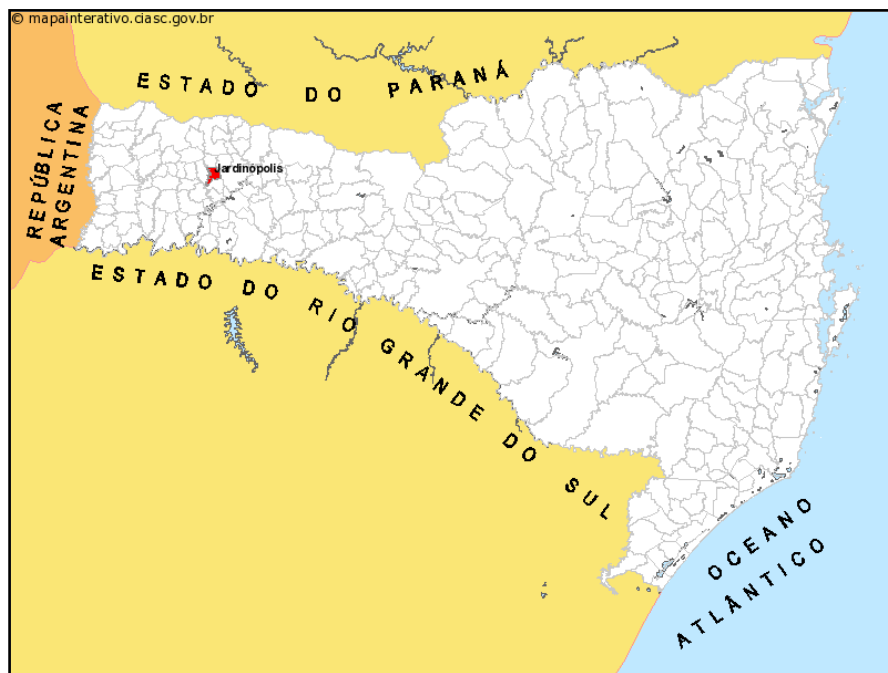 © mapainterativo.ciasc.gov.br
ESTADO DO PARANÁ
REPÚBLICA
ARGENTINA
Jardinópolis
ESTADO DO RIO GRANDE DO SUL
OCEANO
ATLÂNTICO